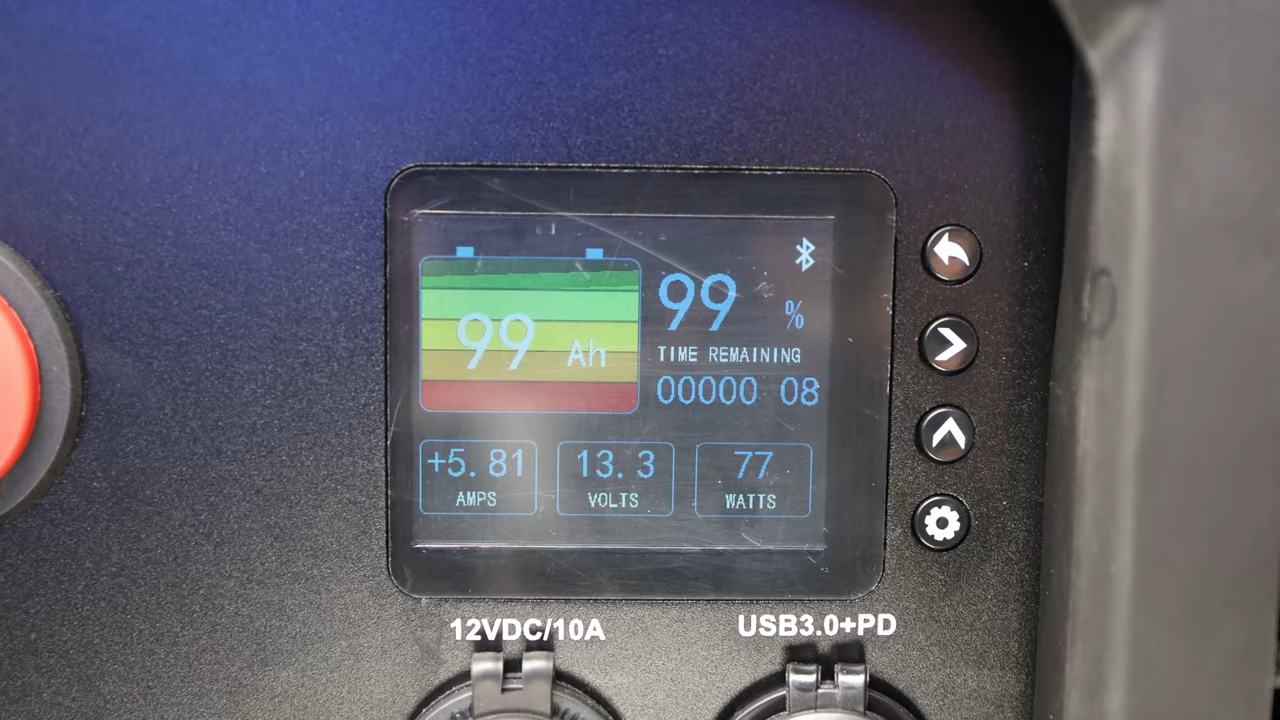 99 Ah
99 %
TIME REMAINING
00000 08
+5.81 AMPS
13.3 VOLTS
77 WATTS
12VDC/10A
USB3.0+PD